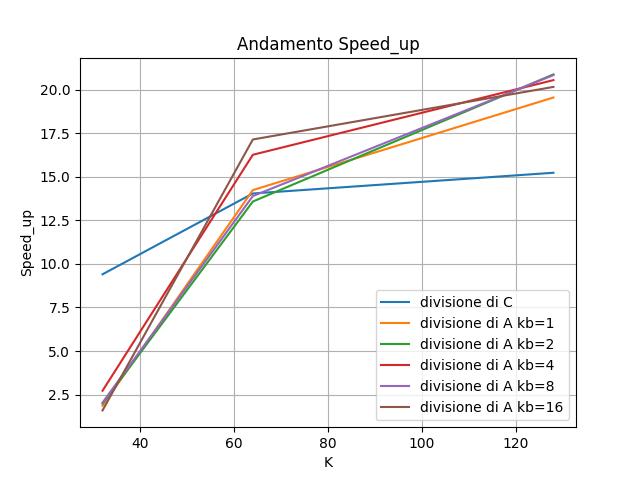 Andamento Speed_up
20.0
17.5
15.0
12.5
10.0
7.5
5.0
2.5
Speed_up
divisione di C
divisione di A kb=1
divisione di A kb=2
divisione di A kb=4
divisione di A kb=8
divisione di A kb=16
40 60 80 100 120
K